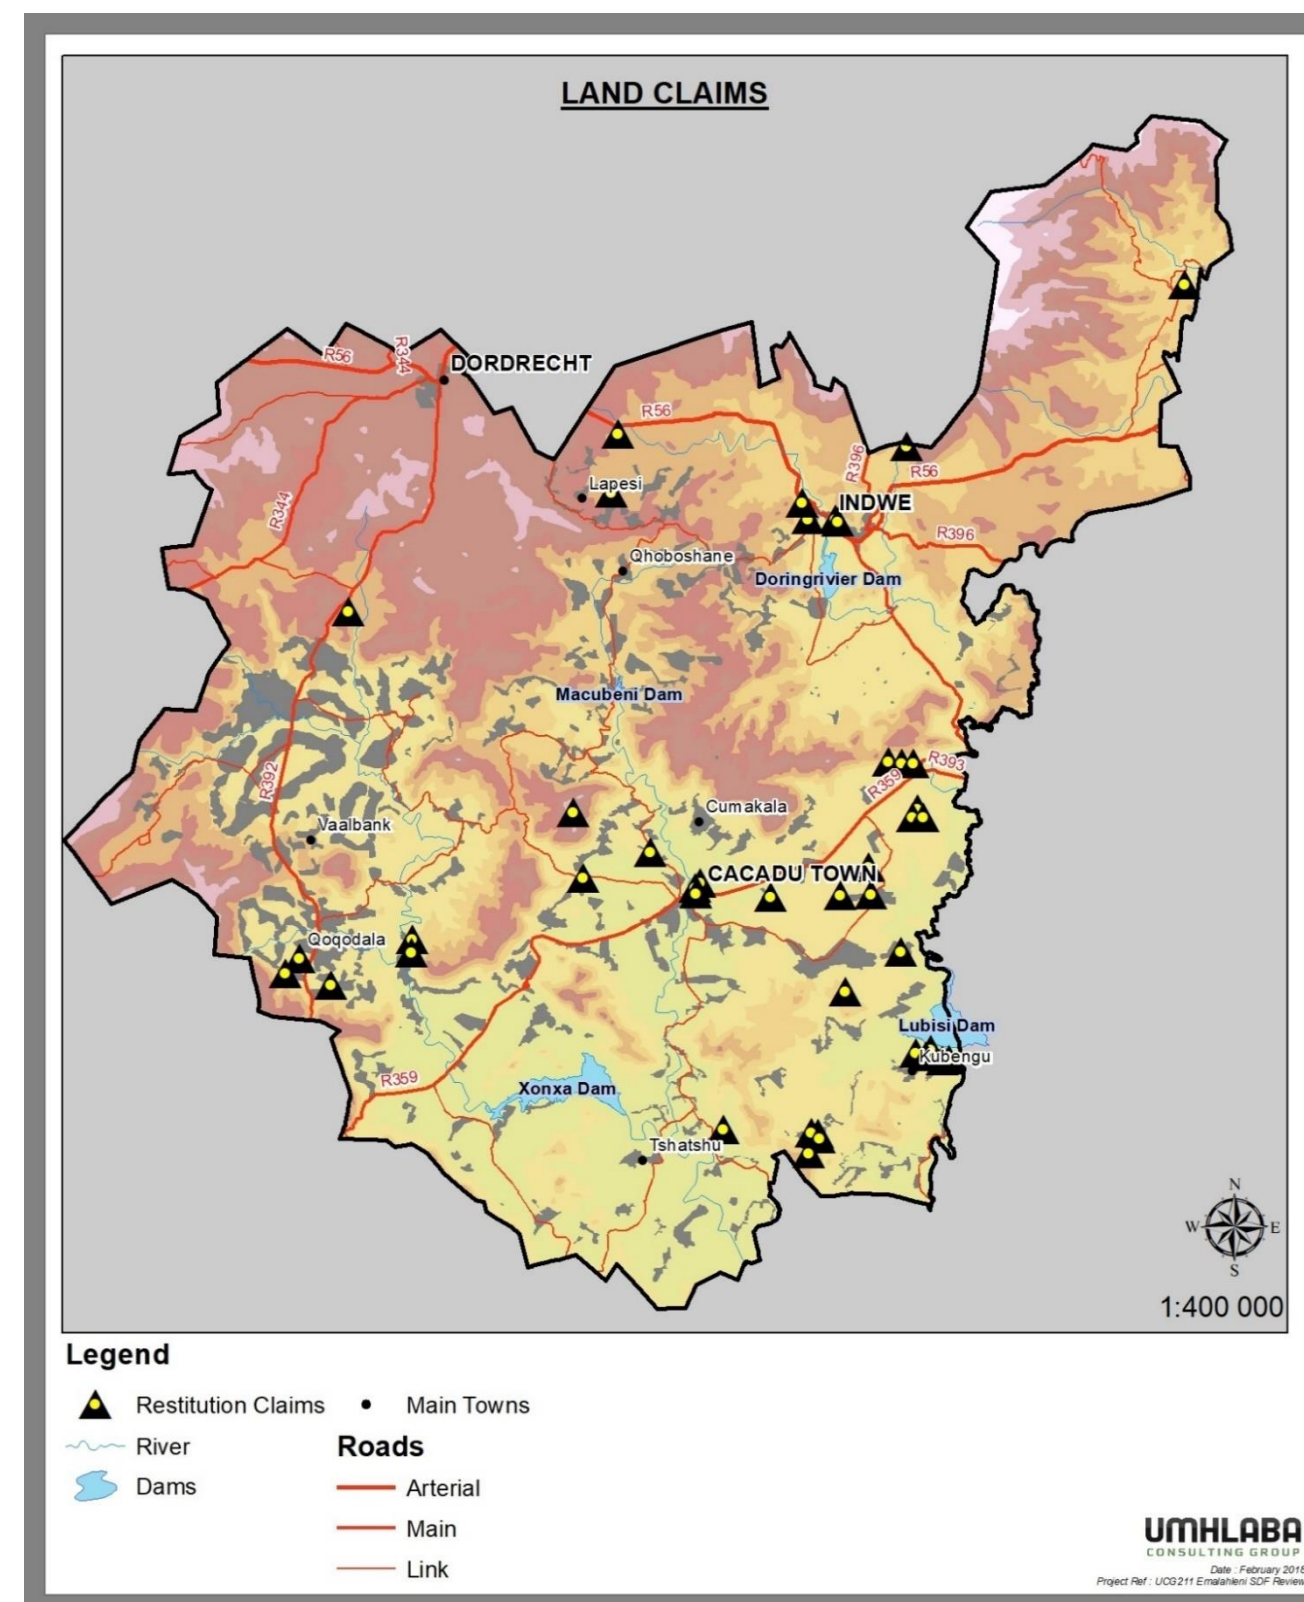 LAND CLAIMS
R56
R344
DORDRECHT
R56
R396
R56
R344
Lapesi
INDWE
R396
Qhoboshane
Doringrivier Dam
Macubeni Dam
R392
R393
R359
Cumakala
Vaalbank
CACADU TOWN
Qoqodala
Lubisi Dam
Kubengu
R359
Xonxa Dam
Tshatshu
N
W E
S
1:400 000
Legend
Restitution Claims
Main Towns
River
Roads
Dams
Arterial
Main
Link
UMHLABA
CONSULTING GROUP
Date : February 2018
Project Ref : UCG211 Emalahleni SDF Review